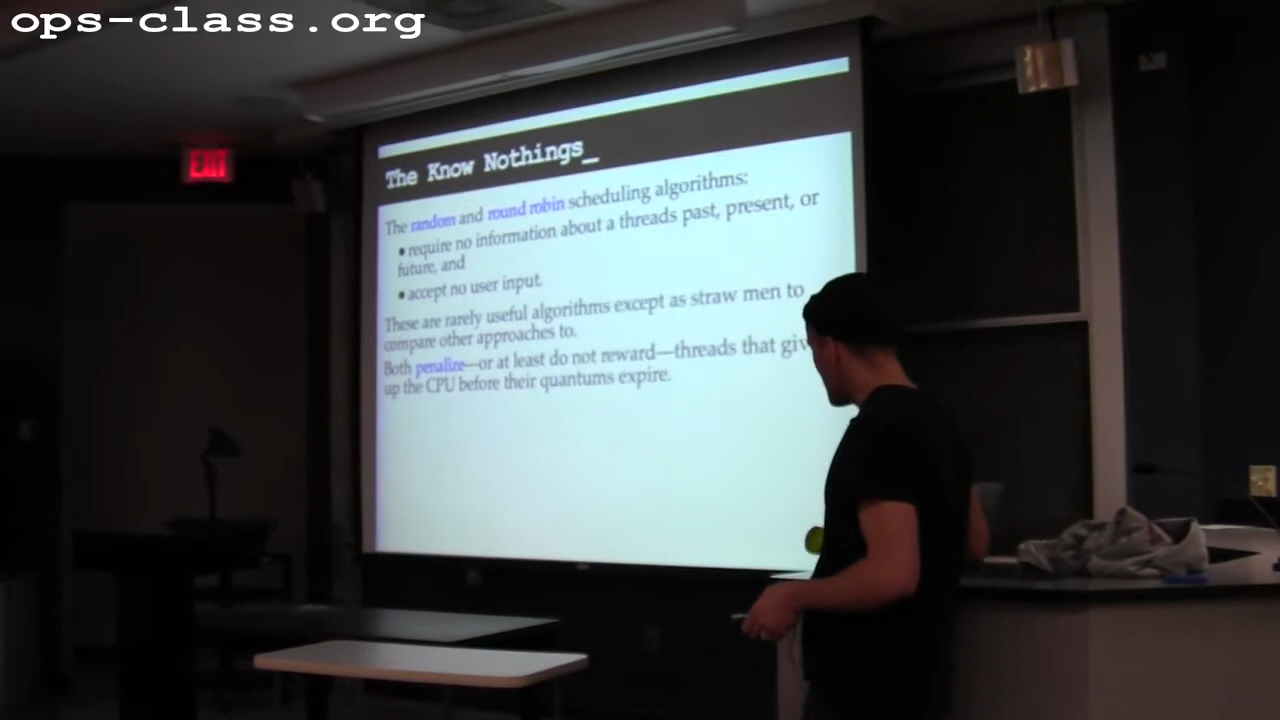 ops-class.org
EXIT
The Know Nothings_
The random and round robin scheduling algorithms:
• require no information about a threads past, present, or
future, and
• accept no user input.
These are rarely useful algorithms except as straw men to
compare other approaches to.
Both penalize—or at least do not reward—threads that giv
up the CPU before their quantums expire.